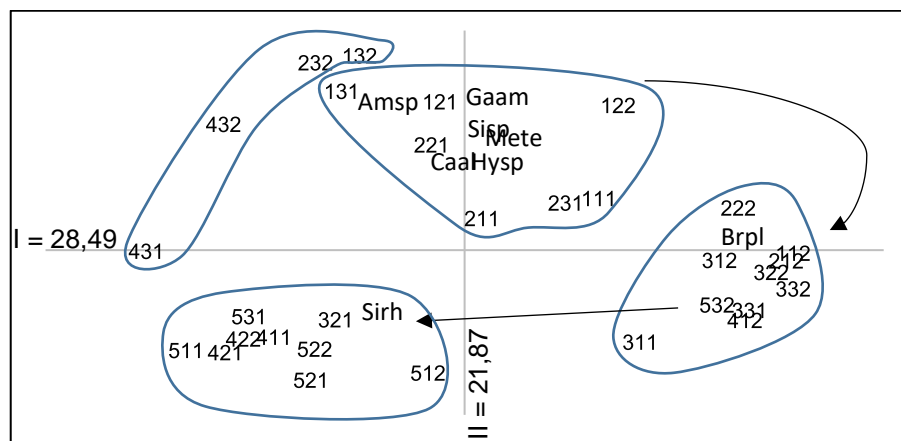 232 132
131 Amsp 121 Gaam
122
432
Sisp
Mete
221
Caal Hysp
231 111
211
222
I = 28,49
431
Brpl
112
312 212
322
332
532 331
412
311
531 321 Sirh
422 411
511 421 522
521
512
II = 21,87